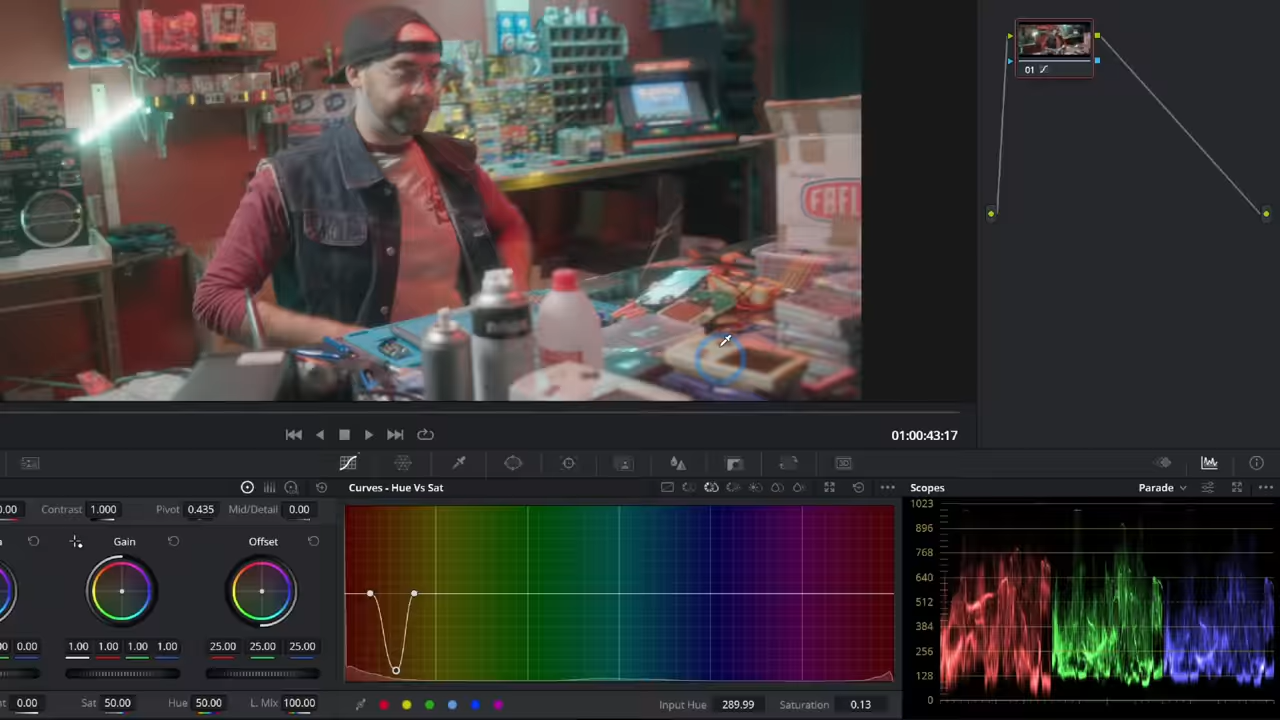 FAFL
01
01:00:43:17
Curves - Hue Vs Sat
Scopes
Parade
0.00
Contrast
1.000
Pivot
0.435
Mid/Detail
0.00
a
Gain
Offset
0.00
0.00
1.00
1.00
1.00
1.00
25.00
25.00
25.00
nt
0.00
Sat
50.00
Hue
50.00
L. Mix
100.00
Input Hue
289.99
Saturation
0.13
1023
896
768
640
512
384
256
128
0